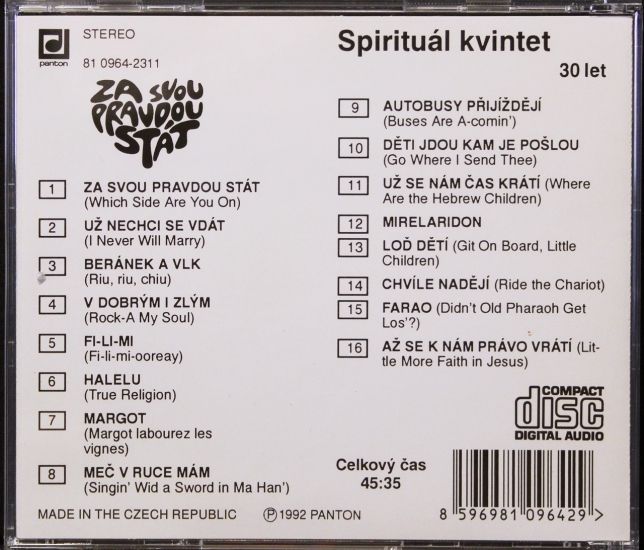 STEREO
panton
81 0964-2311
ZA SVOU
PRAVDOU
STÁT
1 ZA SVOU PRAVDOU STÁT
(Which Side Are You On)
2 UŽ NECHCI SE VDÁT
(I Never Will Marry)
3 BERÁNEK A VLK
(Riu, riu, chiu)
4 V DOBRÝM I ZLÝM
(Rock-A My Soul)
5 FI-LI-MI
(Fi-li-mi-ooreay)
6 HALELU
(True Religion)
7 MARGOT
(Margot labourez les
vignes)
8 MEČ V RUCE MÁM
(Singin' Wid a Sword in Ma Han')
MADE IN THE CZECH REPUBLIC
Ⓟ1992 PANTON
Spirituál kvintet
30 let
9 AUTOBUSY PŘIJÍŽDĚJÍ
(Buses Are A-comin')
10 DĚTI JDOU KAM JE POŠLOU
(Go Where I Send Thee)
11 UŽ SE NÁM ČAS KRÁTÍ (Where
Are the Hebrew Children)
12 MIRELARIDON
13 LOĎ DĚTÍ (Git On Board, Little
Children)
14 CHVÍLE NADĚJÍ (Ride the Chariot)
15 FARAO (Didn't Old Pharaoh Get
Los'?)
16 AŽ SE K NÁM PRÁVO VRÁTÍ (Lit-
tle More Faith in Jesus)
COMPACT
disc
DIGITAL AUDIO
Celkový čas
45:35
8 596981 096429 >